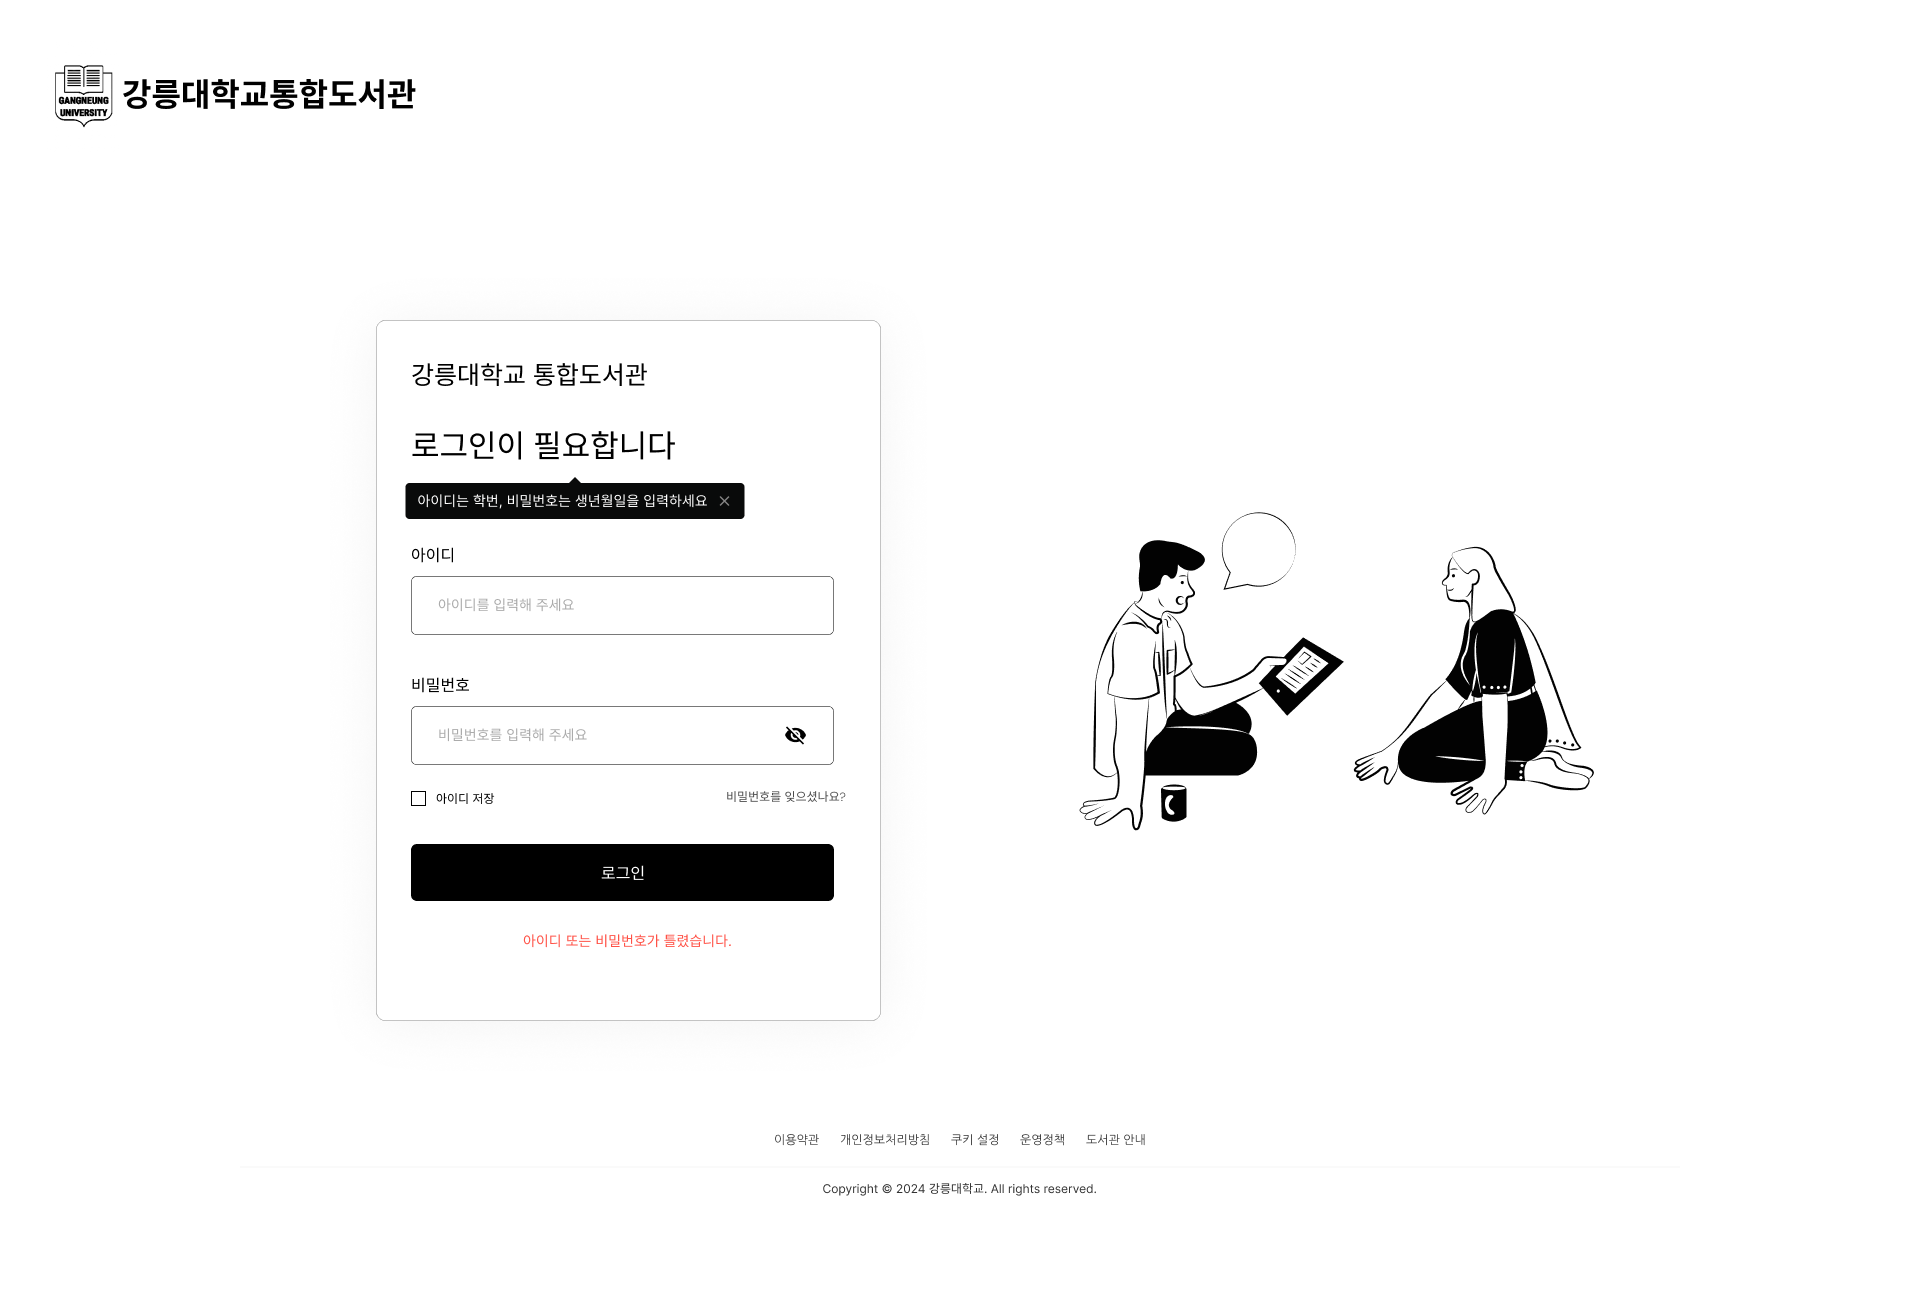 GANGNEUNG
UNIVERSITY
강릉대학교통합도서관
강릉대학교 통합도서관
로그인이 필요합니다
아이디는 학번, 비밀번호는 생년월일을 입력하세요
아이디
아이디를 입력해 주세요
비밀번호
비밀번호를 입력해 주세요
아이디 저장 비밀번호를 잊으셨나요?
로그인
아이디 또는 비밀번호가 틀렸습니다.
이용약관 개인정보처리방침 쿠키 설정 운영정책 도서관 안내
Copyright © 2024 강릉대학교. All rights reserved.